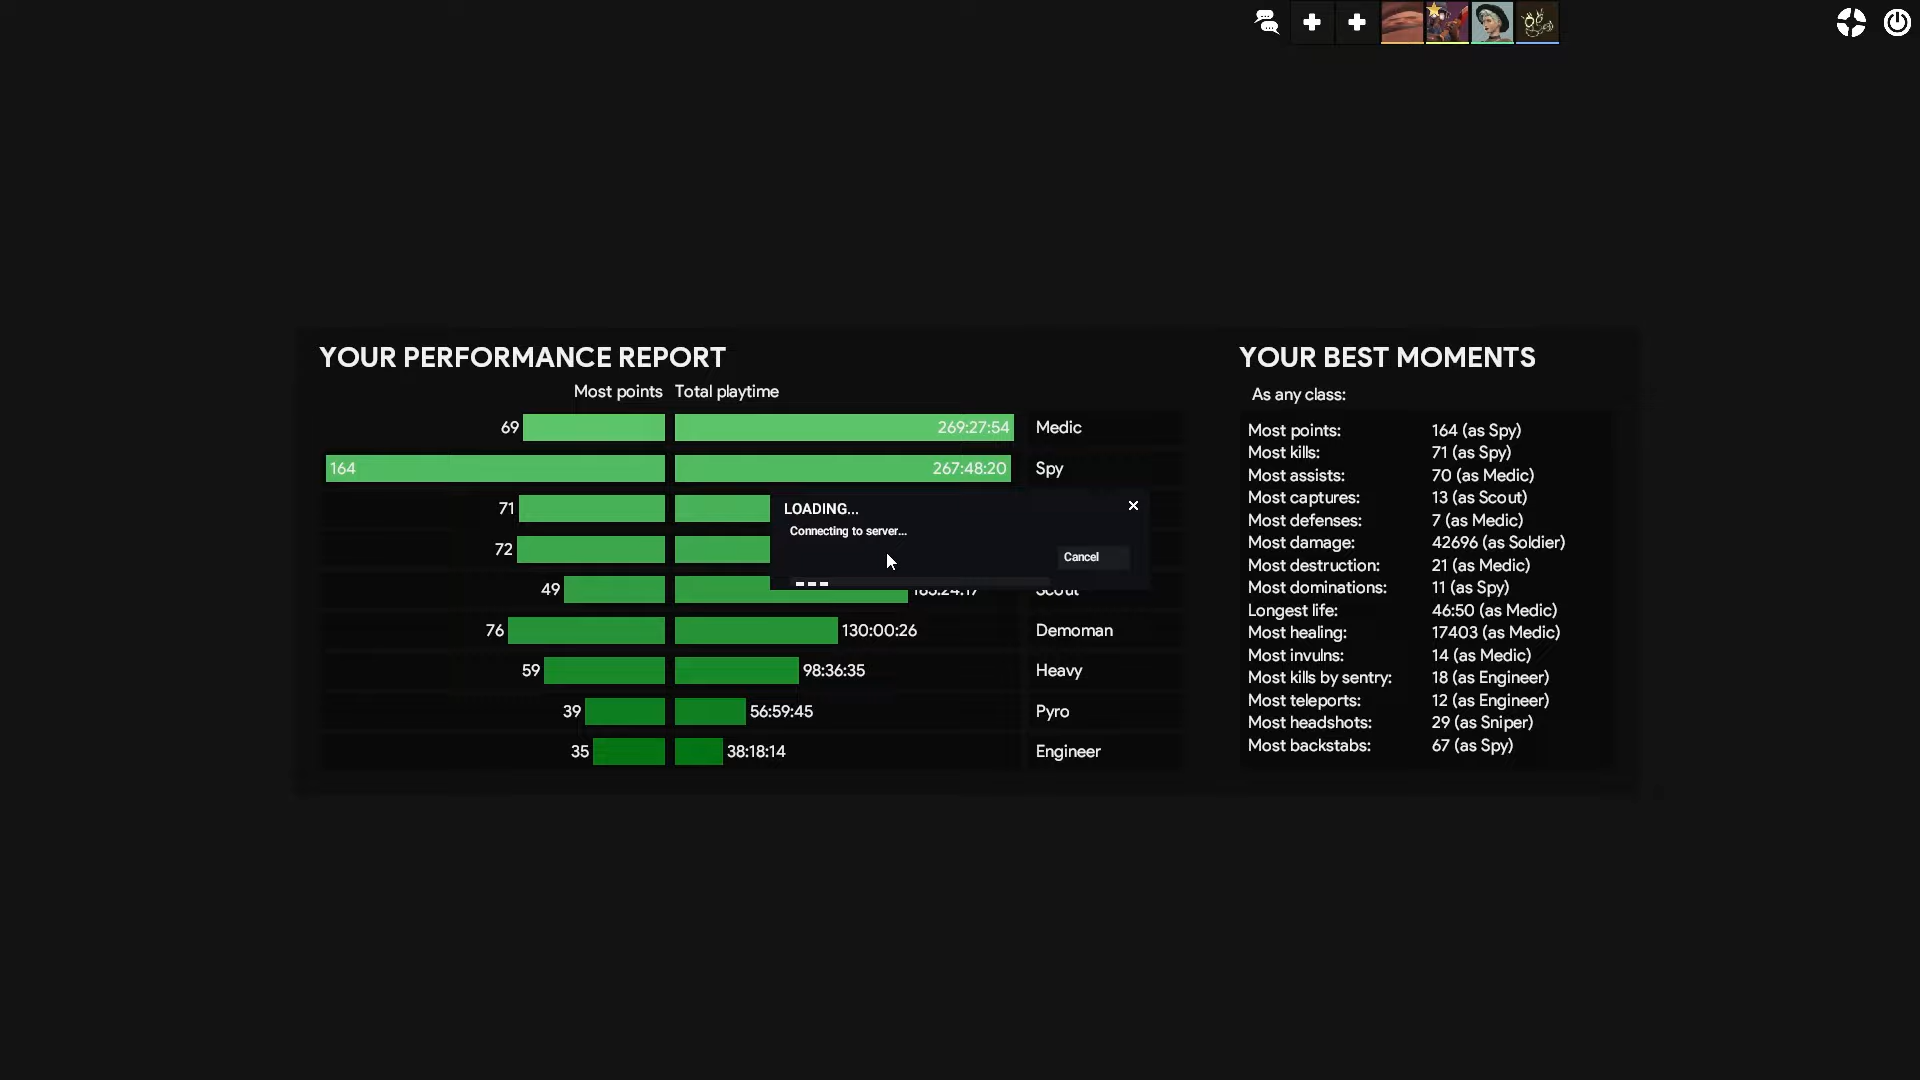 YOUR PERFORMANCE REPORT
Most points Total playtime
69 269:27:54 Medic
164 267:48:20 Spy
71
72
49 Scout
76 130:00:26 Demoman
59 98:36:35 Heavy
39 56:59:45 Pyro
35 38:18:14 Engineer
LOADING...
Connecting to server...
Cancel
YOUR BEST MOMENTS
As any class:
Most points: 164 (as Spy)
Most kills: 71 (as Spy)
Most assists: 70 (as Medic)
Most captures: 13 (as Scout)
Most defenses: 7 (as Medic)
Most damage: 42696 (as Soldier)
Most destruction: 21 (as Medic)
Most dominations: 11 (as Spy)
Longest life: 46:50 (as Medic)
Most healing: 17403 (as Medic)
Most invulns: 14 (as Medic)
Most kills by sentry: 18 (as Engineer)
Most teleports: 12 (as Engineer)
Most headshots: 29 (as Sniper)
Most backstabs: 67 (as Spy)